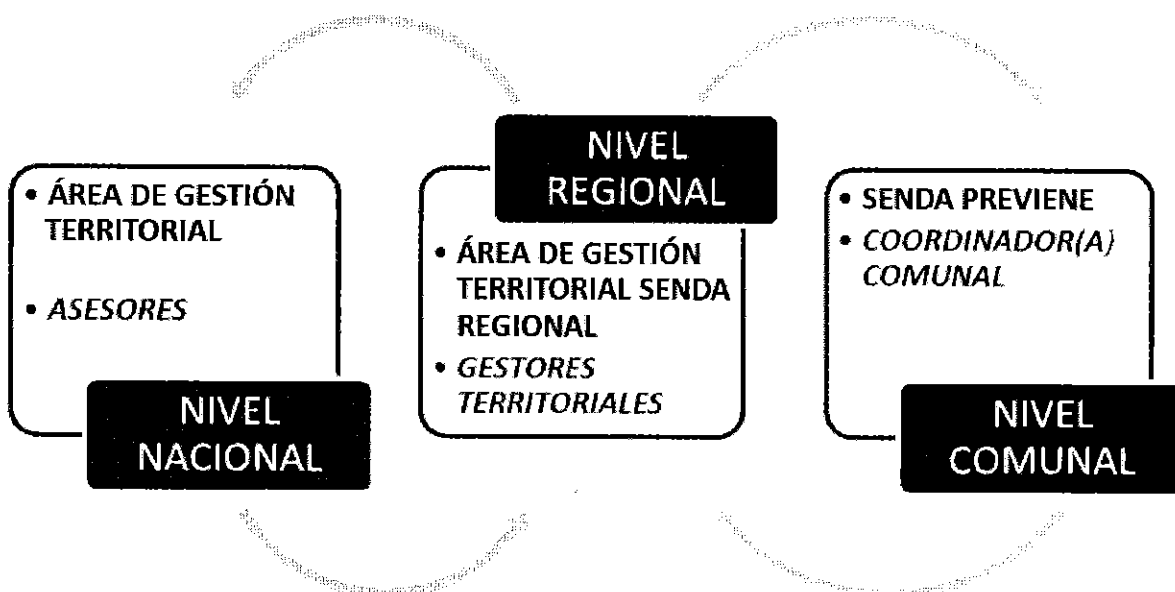 • ÁREA DE GESTIÓN
TERRITORIAL
• ASESORES
NIVEL
NACIONAL
NIVEL
REGIONAL
• ÁREA DE GESTIÓN
TERRITORIAL SENDA
REGIONAL
• GESTORES
TERRITORIALES
• SENDA PREVIENE
• COORDINADOR(A)
COMUNAL
NIVEL
COMUNAL